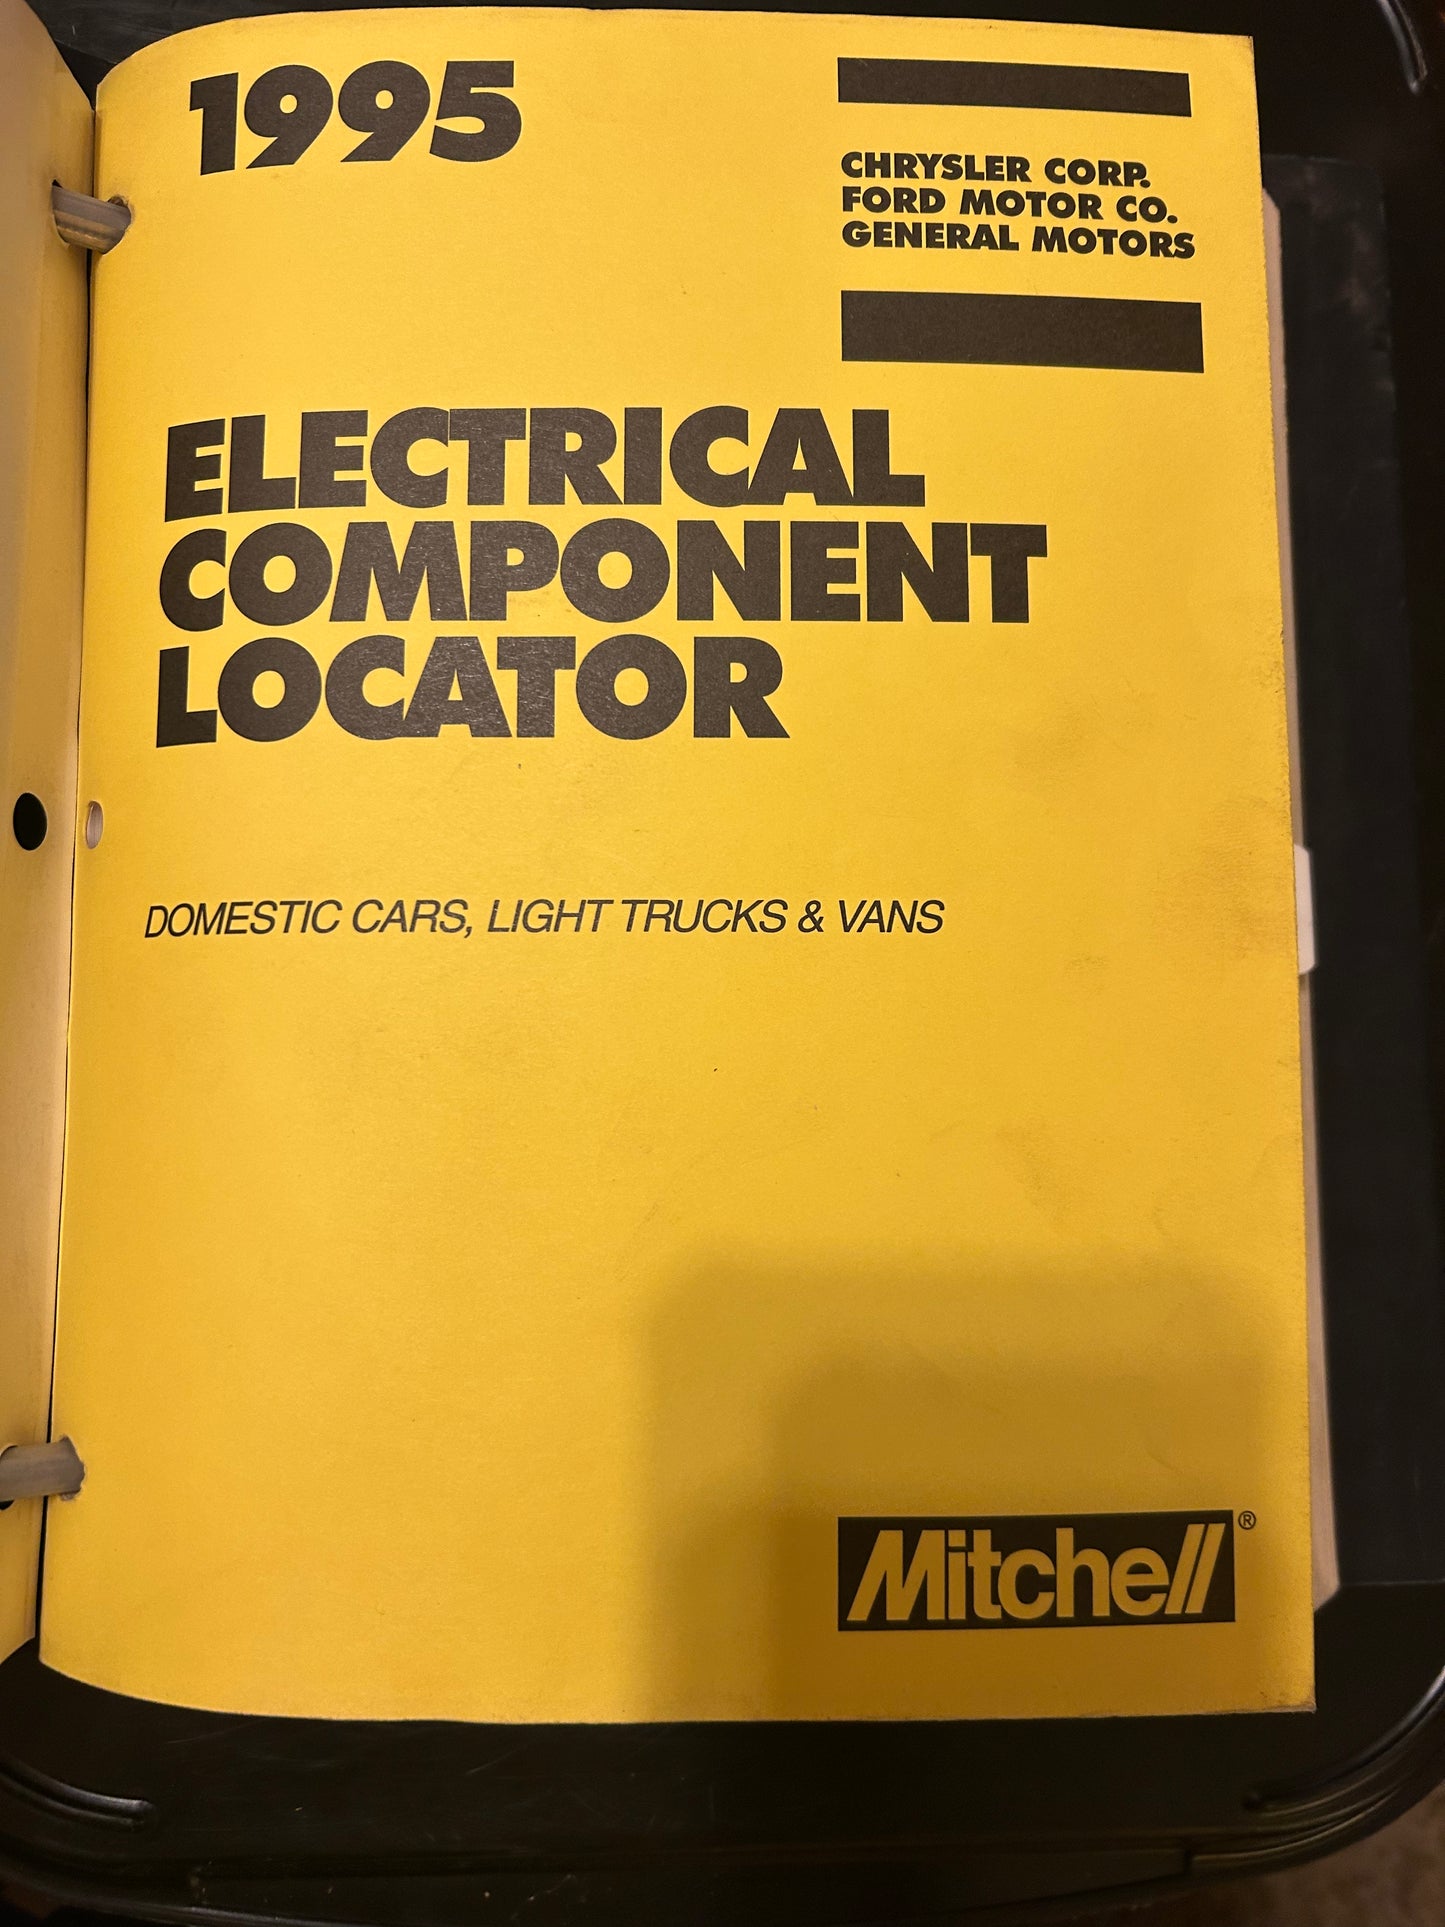 1995
CHRYSLER CORP.
FORD MOTOR CO.
GENERAL MOTORS
ELECTRICAL
COMPONENT
LOCATOR
DOMESTIC CARS, LIGHT TRUCKS & VANS
Mitchell®